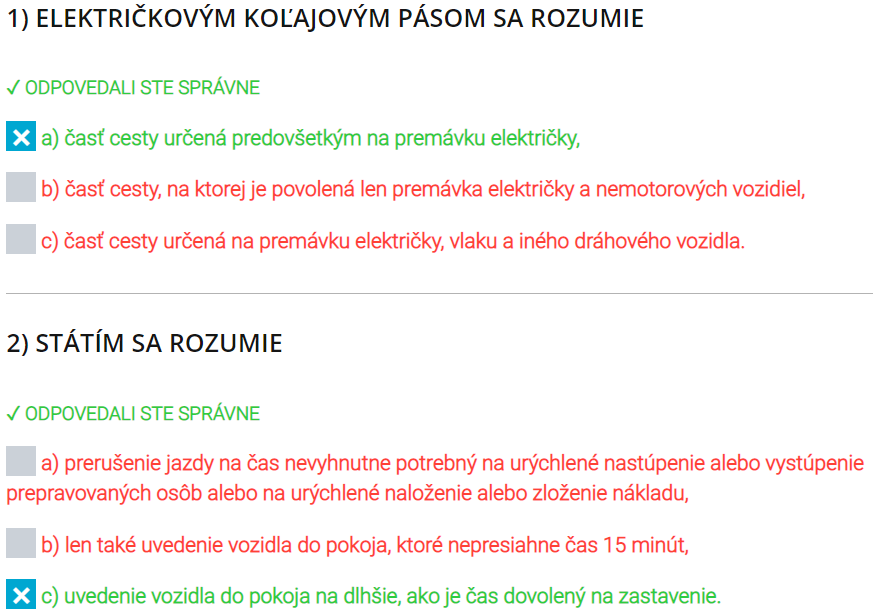 1) ELEKTRIČKOVÝM KOĽAJOVÝM PÁSOM SA ROZUMIE
✓ ODPOVEDALI STE SPRÁVNE
a) časť cesty určená predovšetkým na premávku električky,
b) časť cesty, na ktorej je povolená len premávka električky a nemotorových vozidiel,
c) časť cesty určená na premávku električky, vlaku a iného dráhového vozidla.
2) STÁTÍM SA ROZUMIE
✓ ODPOVEDALI STE SPRÁVNE
a) prerušenie jazdy na čas nevyhnutne potrebný na urýchlené nastúpenie alebo vystúpenie
prepravovaných osôb alebo na urýchlené naloženie alebo zloženie nákladu,
b) len také uvedenie vozidla do pokoja, ktoré nepresiahne čas 15 minút,
c) uvedenie vozidla do pokoja na dlhšie, ako je čas dovolený na zastavenie.